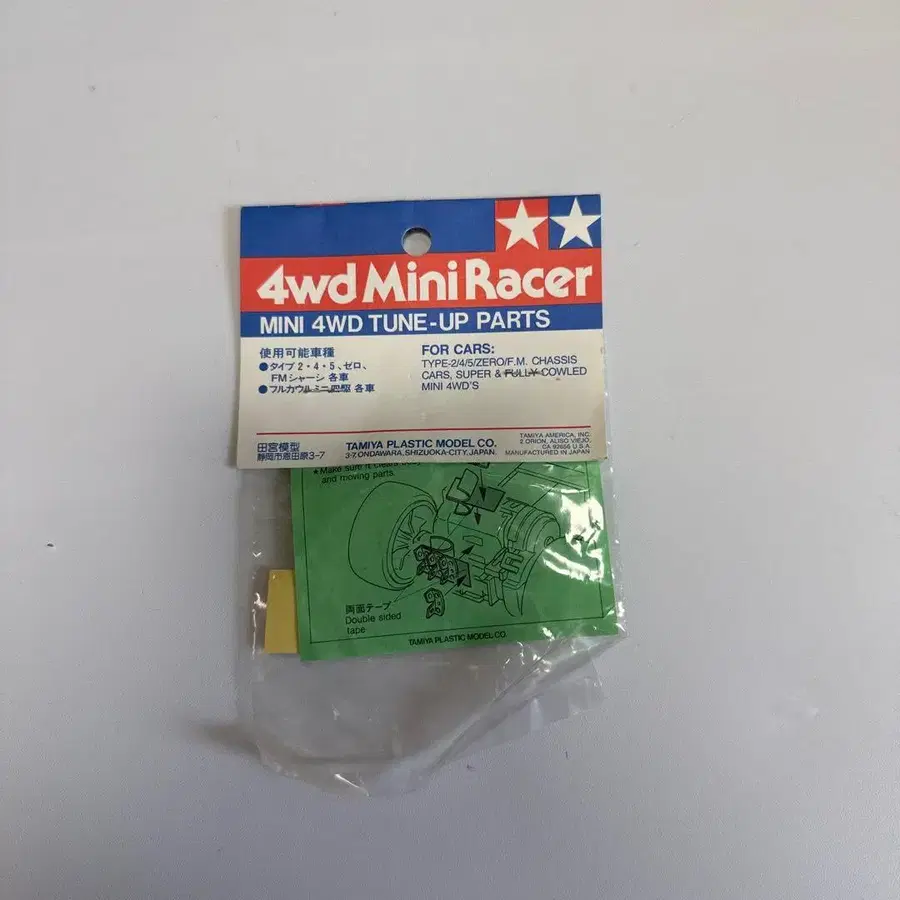 4wd Mini Racer
MINI 4WD TUNE-UP PARTS
使用可能車種
●タイプ2・4・5、ゼロ、
FMシャーシ 各車
●フルカウルミニ四駆 各車
FOR CARS:
TYPE-2/4/5/ZERO/F.M. CHASSIS
CARS, SUPER & FULLY COWLED
MINI 4WD'S
田宮模型
静岡市恩田原3-7
TAMIYA PLASTIC MODEL CO.
3-7, ONDAWARA, SHIZUOKA-CITY, JAPAN.
TAMIYA AMERICA, INC.
2 ORION, ALISO VIEJO,
CA 92656 U.S.A.
MANUFACTURED IN JAPAN
★Make sure it clears body
and moving parts.
両面テープ
Double sided
tape
TAMIYA PLASTIC MODEL CO.